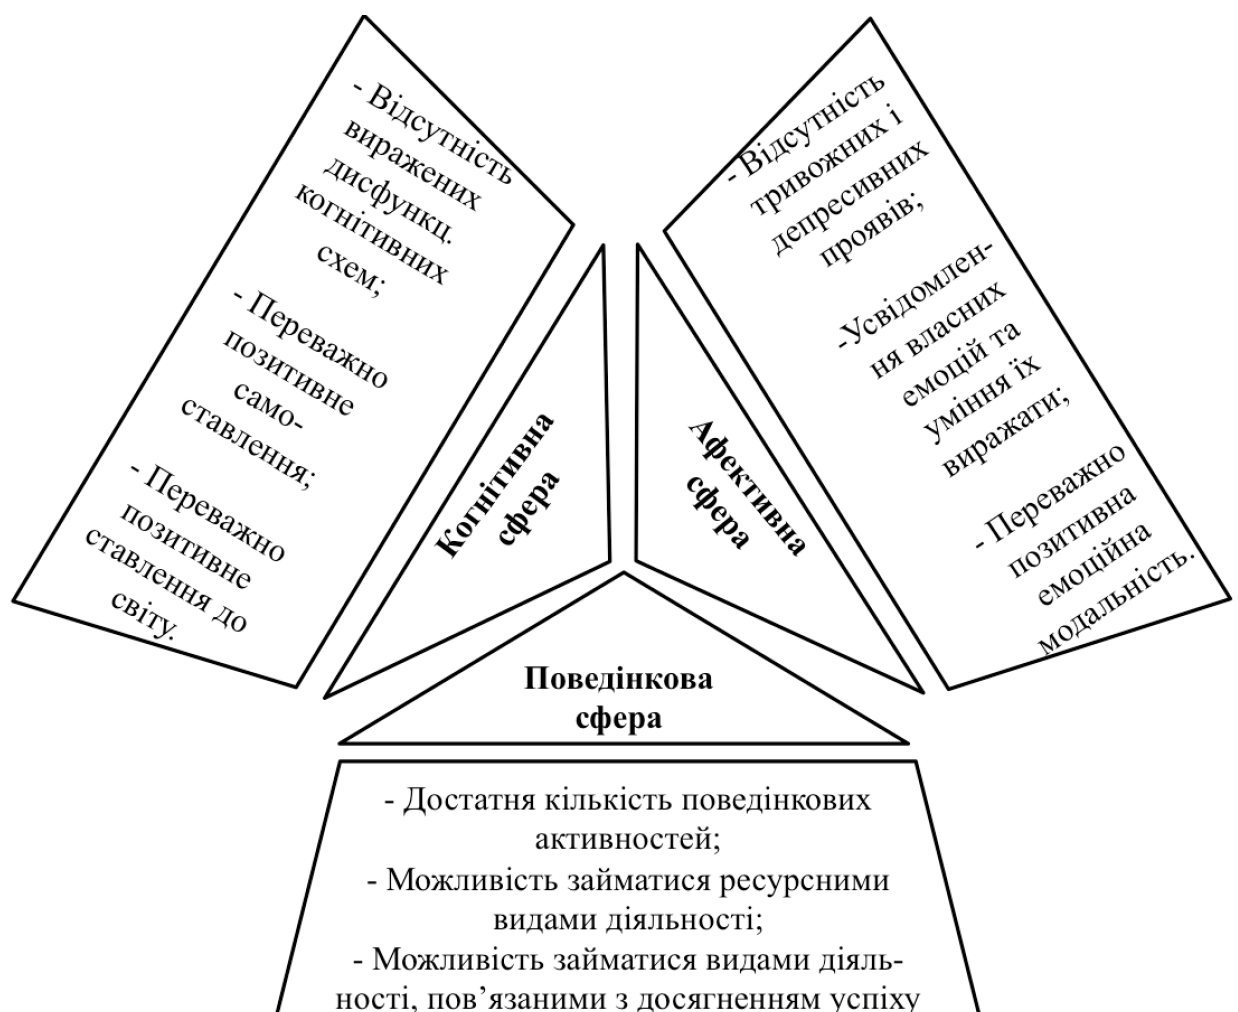 - Відсутність
виражених
дисфункц.
когнітивних
схем;
- Переважно
позитивне
само-
ставлення;
- Переважно
позитивне
ставлення до
світу.
Когнітивна
сфера
- Відсутність
тривожних і
депресивних
проявів;
-Усвідомлен-
ня власних
емоцій та
уміння їх
виражати;
- Переважно
позитивна
емоційна
модальність.
Афективна
сфера
Поведінкова
сфера
- Достатня кількість поведінкових
активностей;
- Можливість займатися ресурсними
видами діяльності;
- Можливість займатися видами діяль-
ності, пов’язаними з досягненням успіху